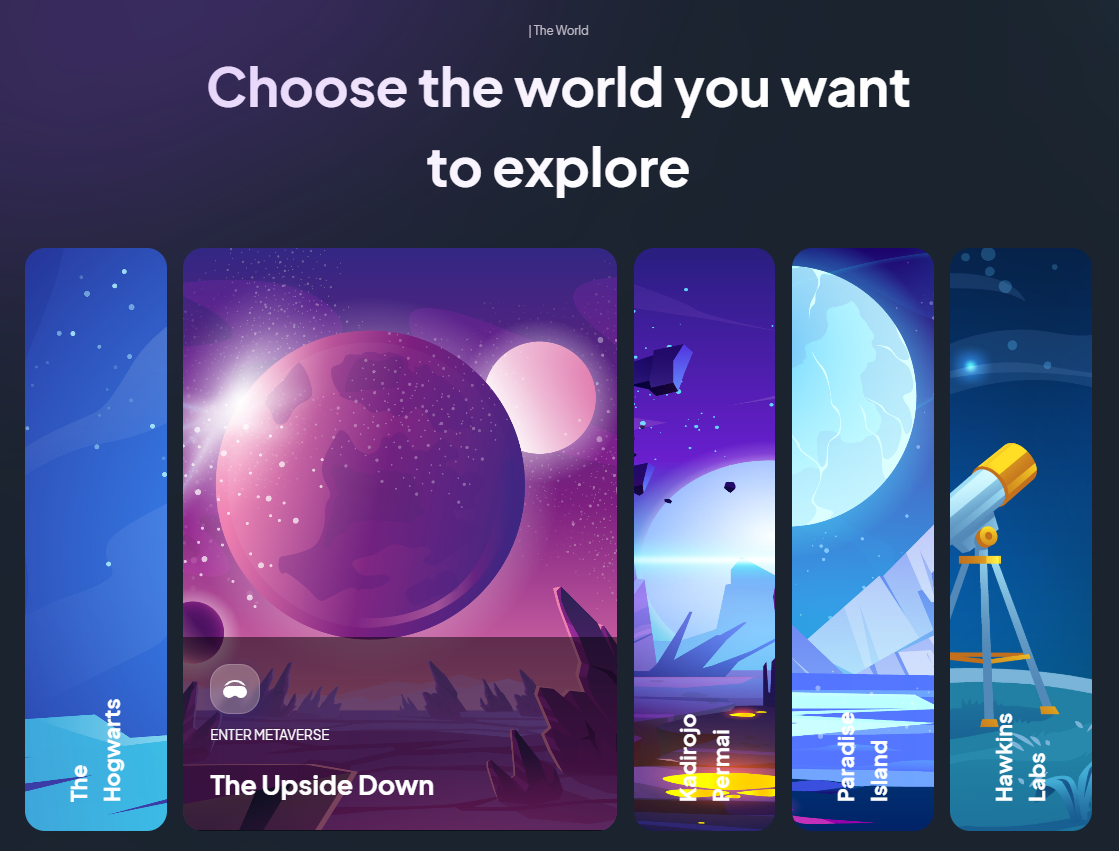 | The World
Choose the world you want
to explore
The
Hogwarts
ENTER METAVERSE
The Upside Down
Kadirojo
Permai
Paradise
Island
Hawkins
Labs